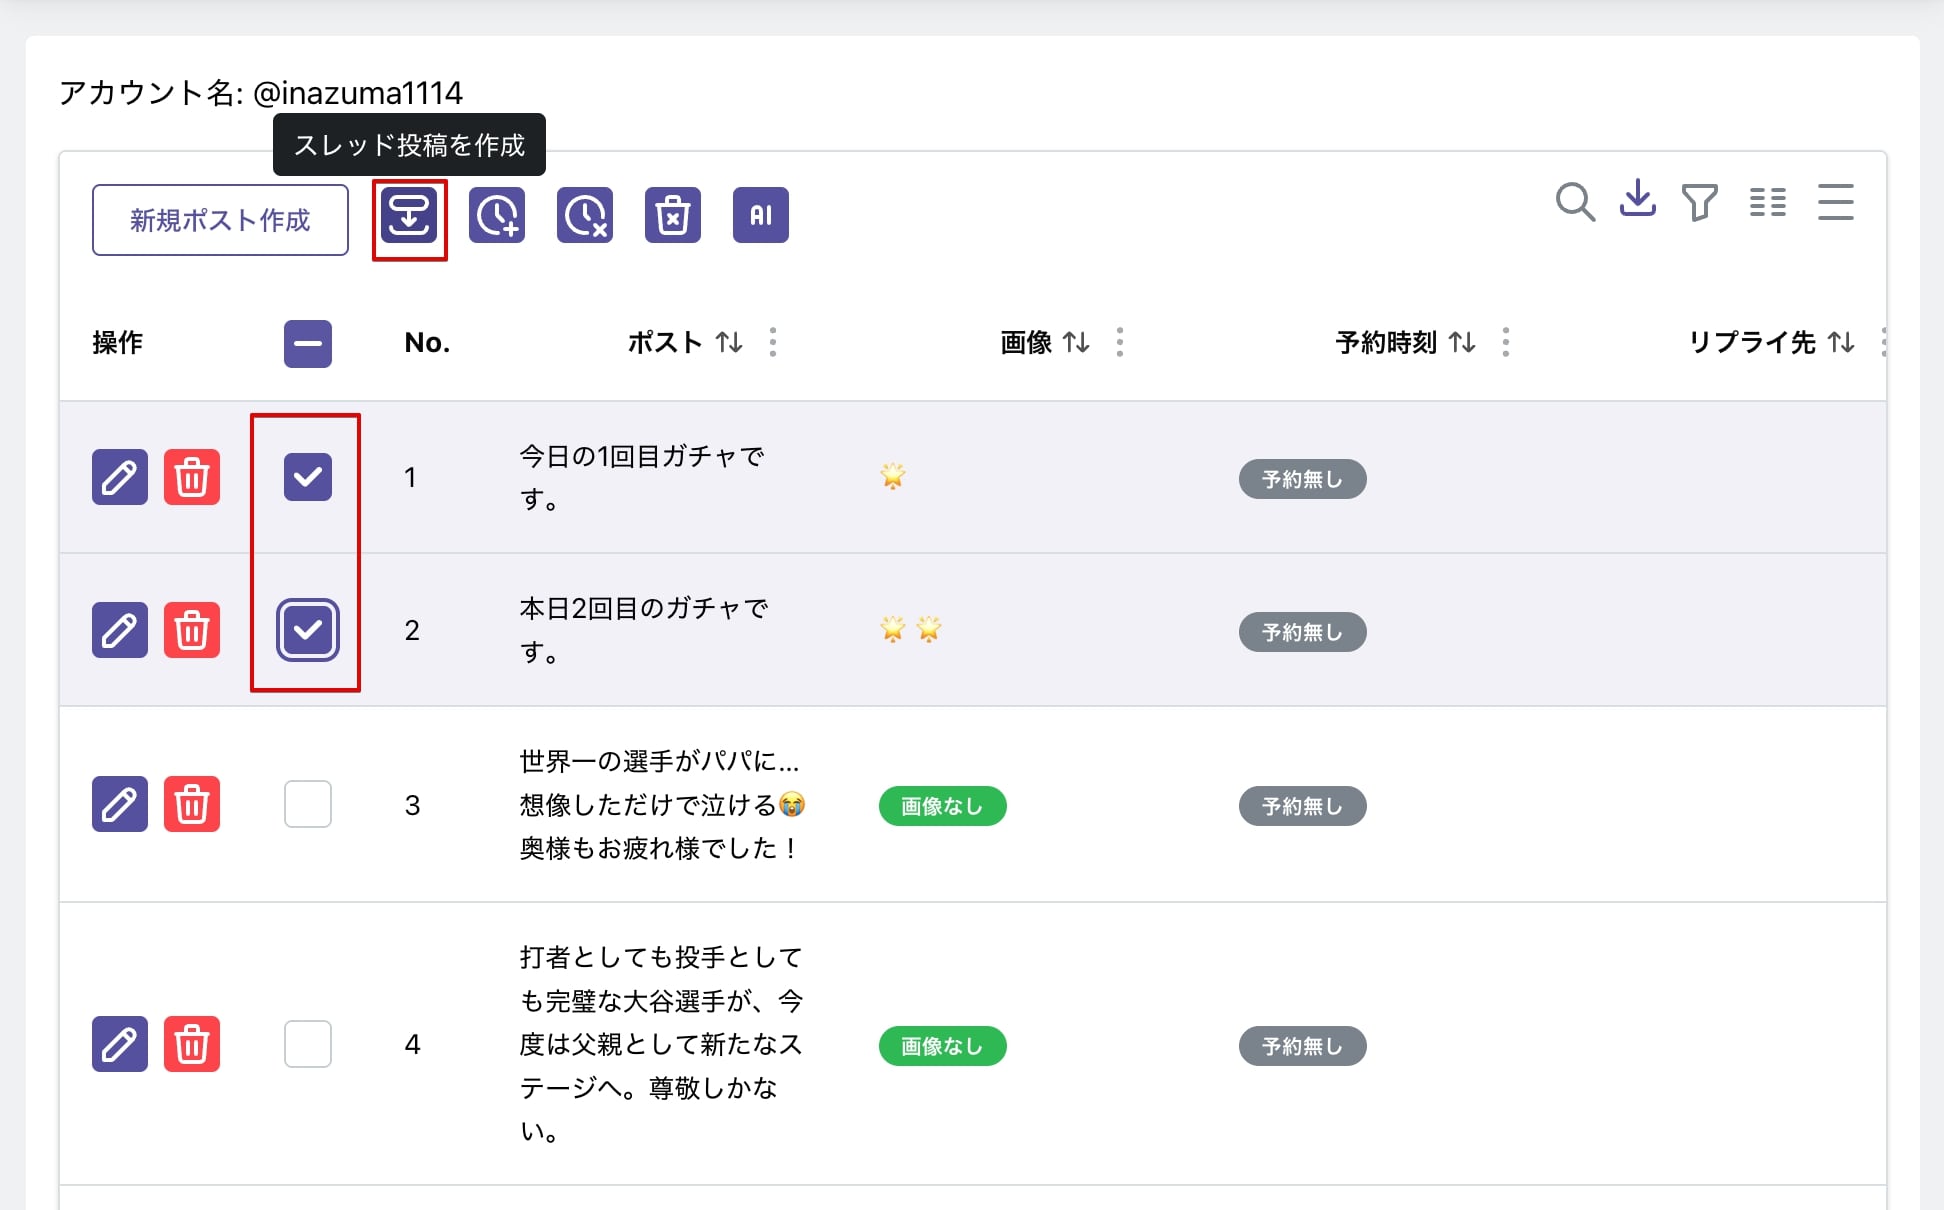 アカウント名: @inazuma1114
スレッド投稿を作成
新規ポスト作成
AI
操作 No. ポスト 画像 予約時刻 リプライ先
1 今日の1回目ガチャで
す。
🌟 予約無し
2 本日2回目のガチャで
す。
🌟 🌟 予約無し
3 世界一の選手がパパに...
想像しただけで泣ける😭
奥様もお疲れ様でした！
画像なし 予約無し
4 打者としても投手として
も完璧な大谷選手が、今
度は父親として新たなス
テージへ。尊敬しかな
い。
画像なし 予約無し